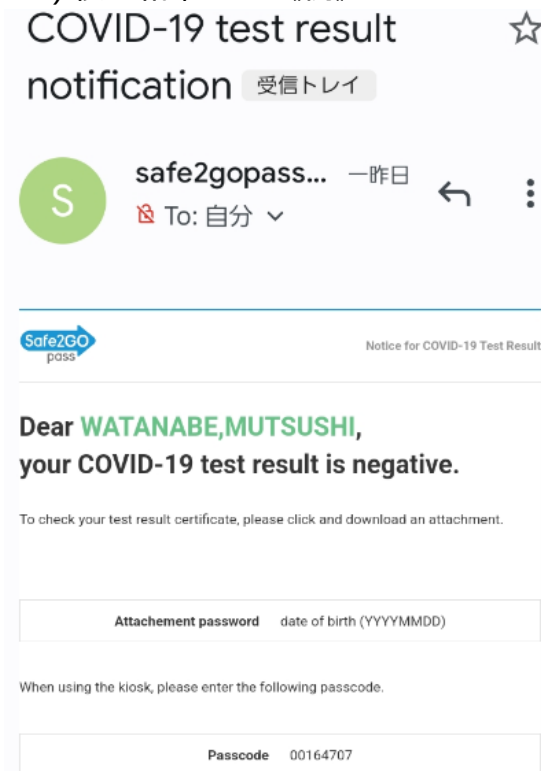 COVID-19 test result
notification 受信トレイ
safe2gopass... 一昨日
S
To: 自分
Safe2GO
pass
Notice for COVID-19 Test Result
Dear WATANABE,MUTSUSHI,
your COVID-19 test result is negative.
To check your test result certificate, please click and download an attachment.
Attachement password date of birth (YYYYMMDD)
When using the kiosk, please enter the following passcode.
Passcode 00164707